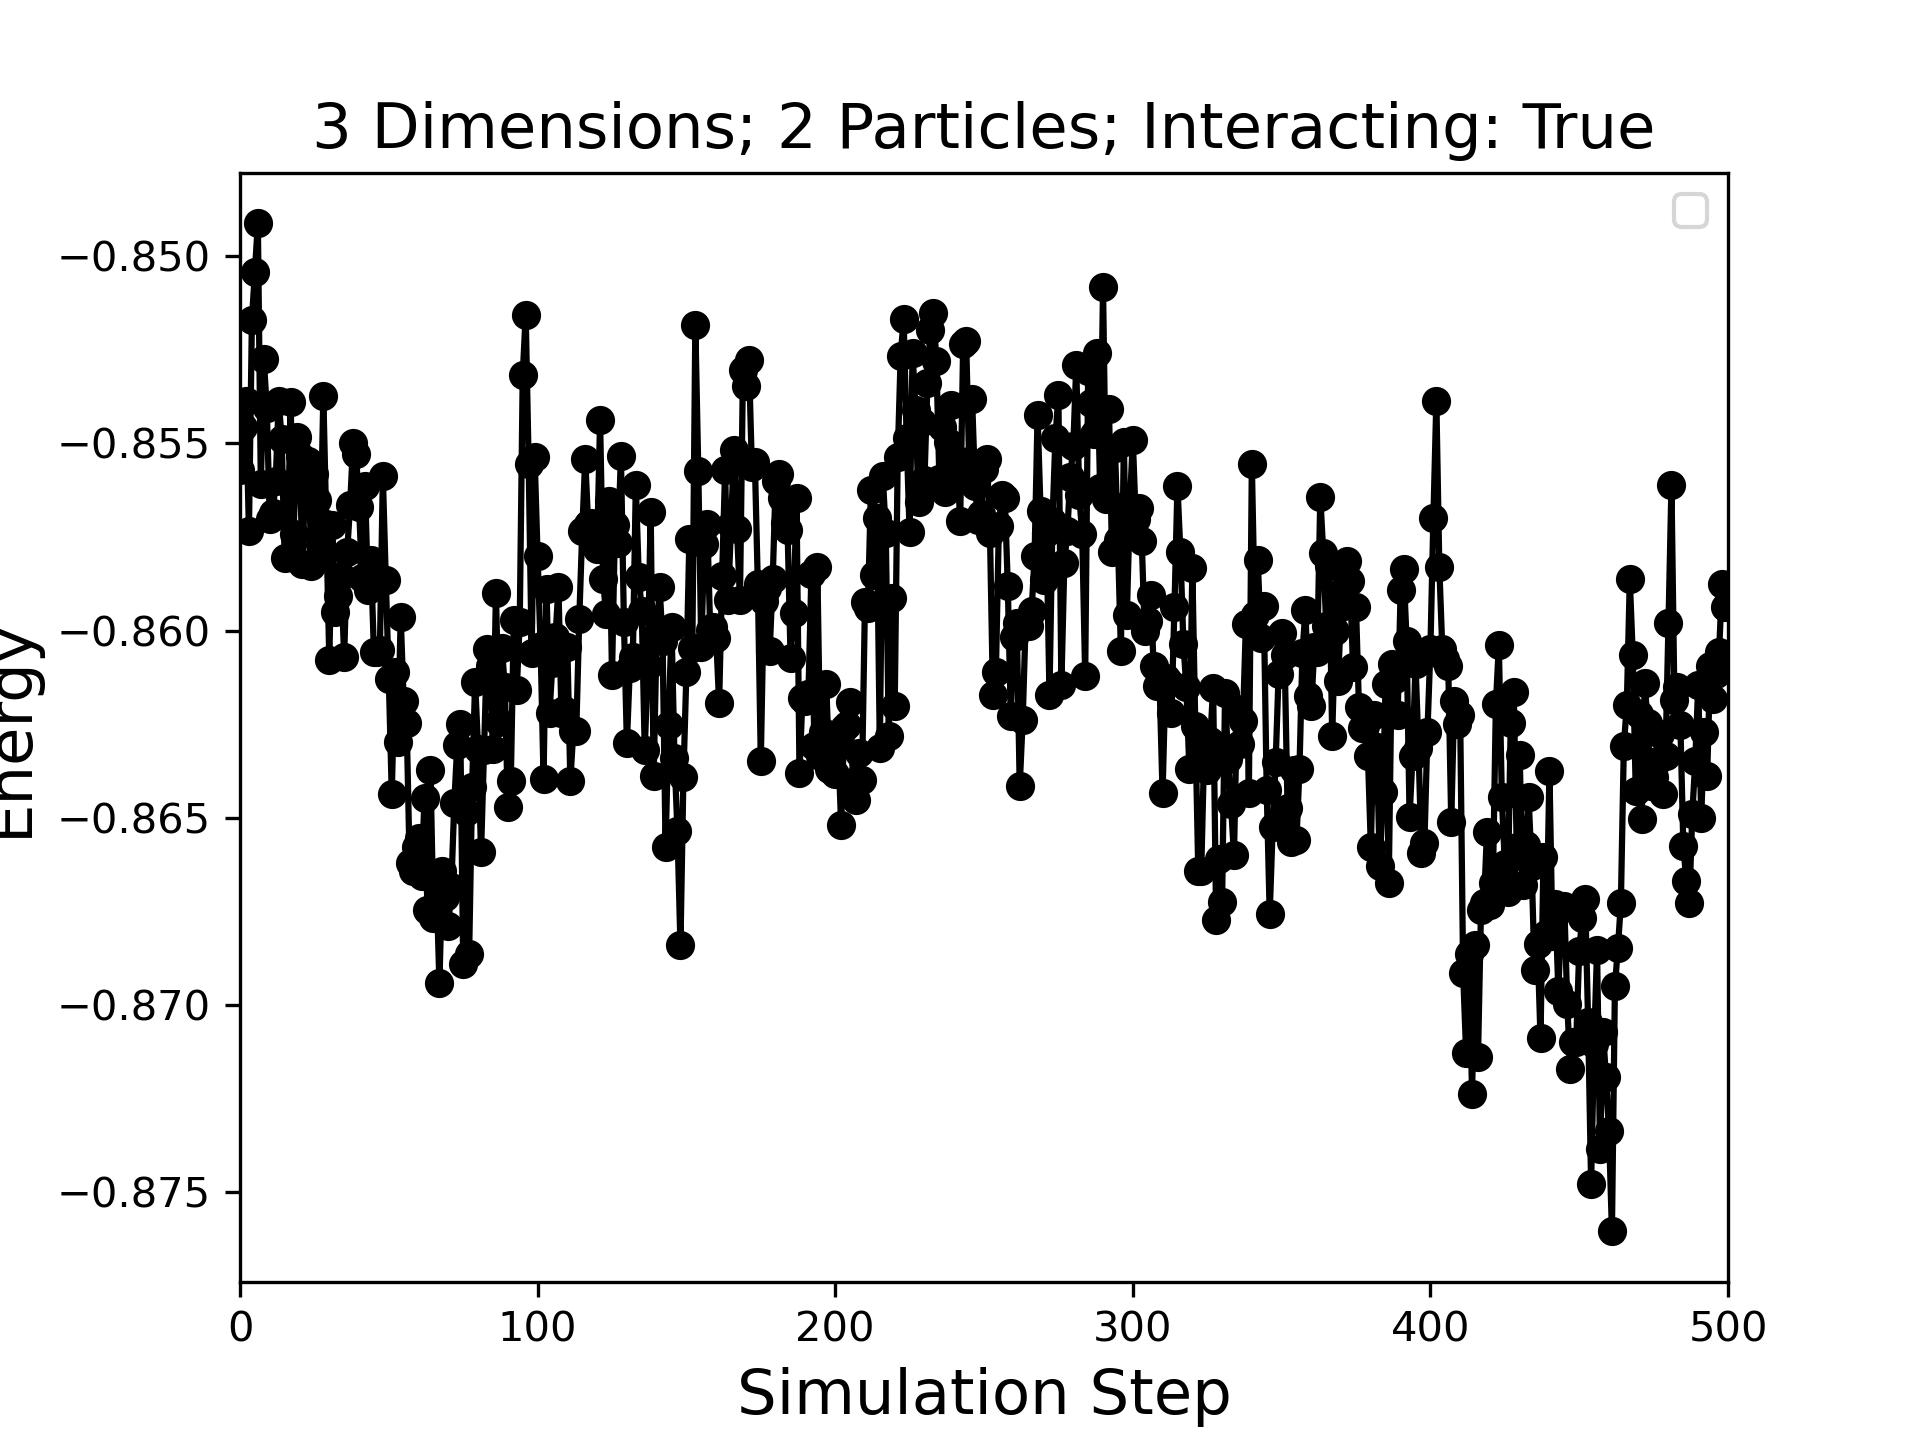 3 Dimensions; 2 Particles; Interacting: True
−0.850
−0.855
−0.860
−0.865
−0.870
−0.875
Energy
0 100 200 300 400 500
Simulation Step